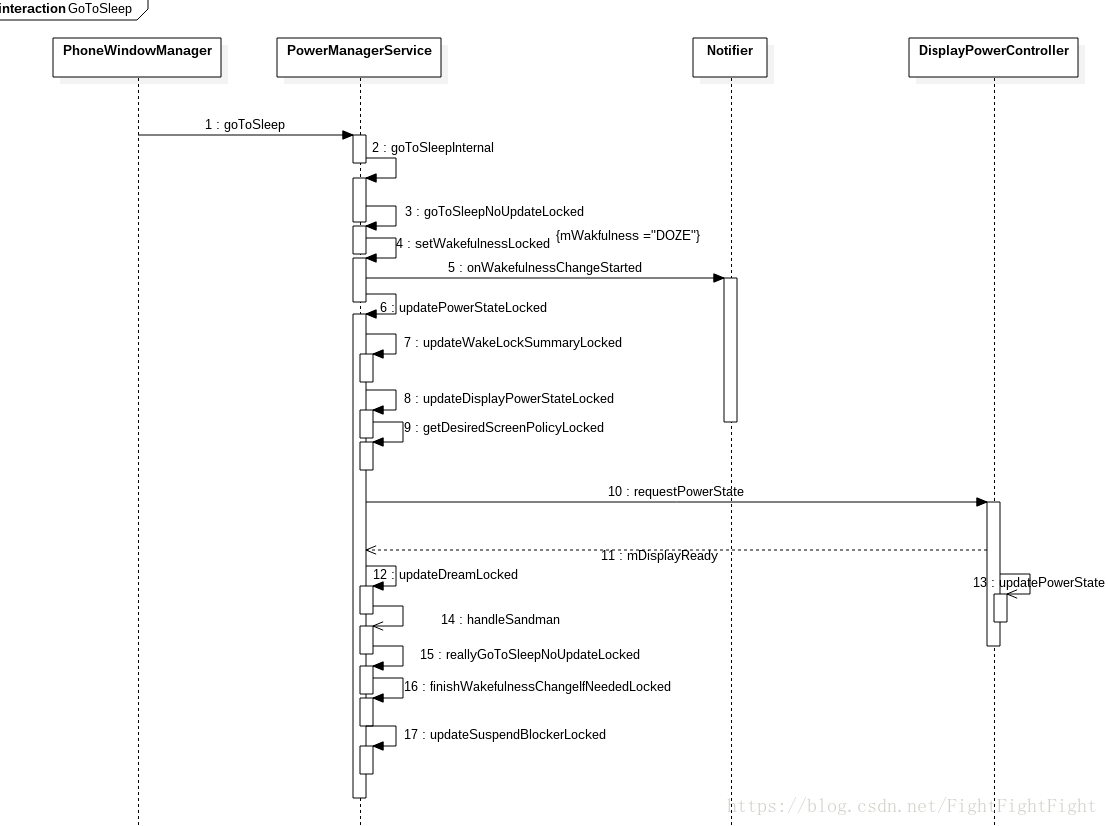 interaction GoToSleep
PhoneWindowManager
PowerManagerService
Notifier
DisplayPowerController
1 : goToSleep
2 : goToSleepInternal
3 : goToSleepNoUpdateLocked
{mWakfulness ="DOZE"}
4 : setWakefulnessLocked
5 : onWakefulnessChangeStarted
6 : updatePowerStateLocked
7 : updateWakeLockSummaryLocked
8 : updateDisplayPowerStateLocked
9 : getDesiredScreenPolicyLocked
10 : requestPowerState
11 : mDisplayReady
12 : updateDreamLocked
13 : updatePowerState
14 : handleSandman
15 : reallyGoToSleepNoUpdateLocked
16 : finishWakefulnessChangeIfNeededLocked
17 : updateSuspendBlockerLocked
https://blog.csdn.net/FightFightFight